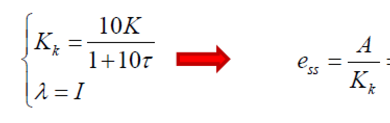 K_k = 10K / (1+10τ)
λ = I
e_ss = A / K_k =